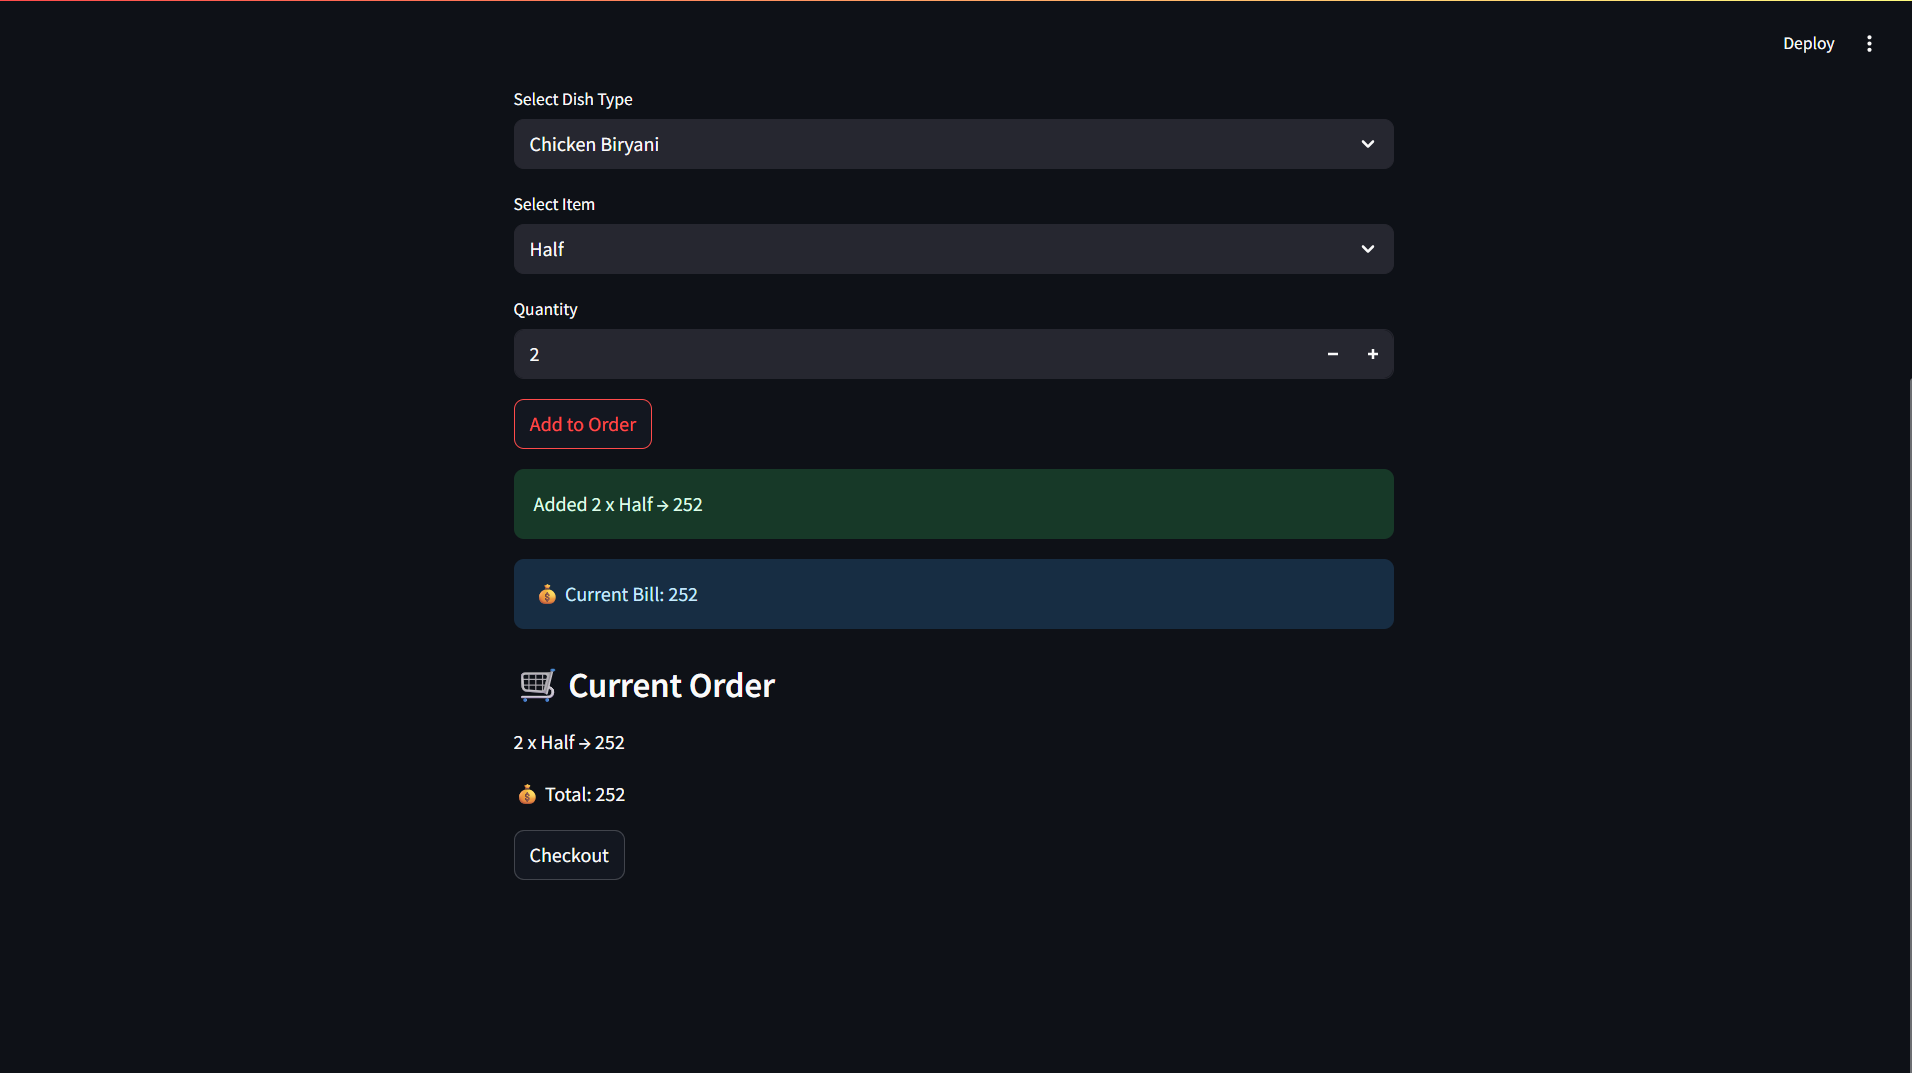 Deploy
Select Dish Type
Chicken Biryani
Select Item
Half
Quantity
2
Add to Order
Added 2 x Half → 252
💰 Current Bill: 252
🛒 Current Order
2 x Half → 252
💰 Total: 252
Checkout